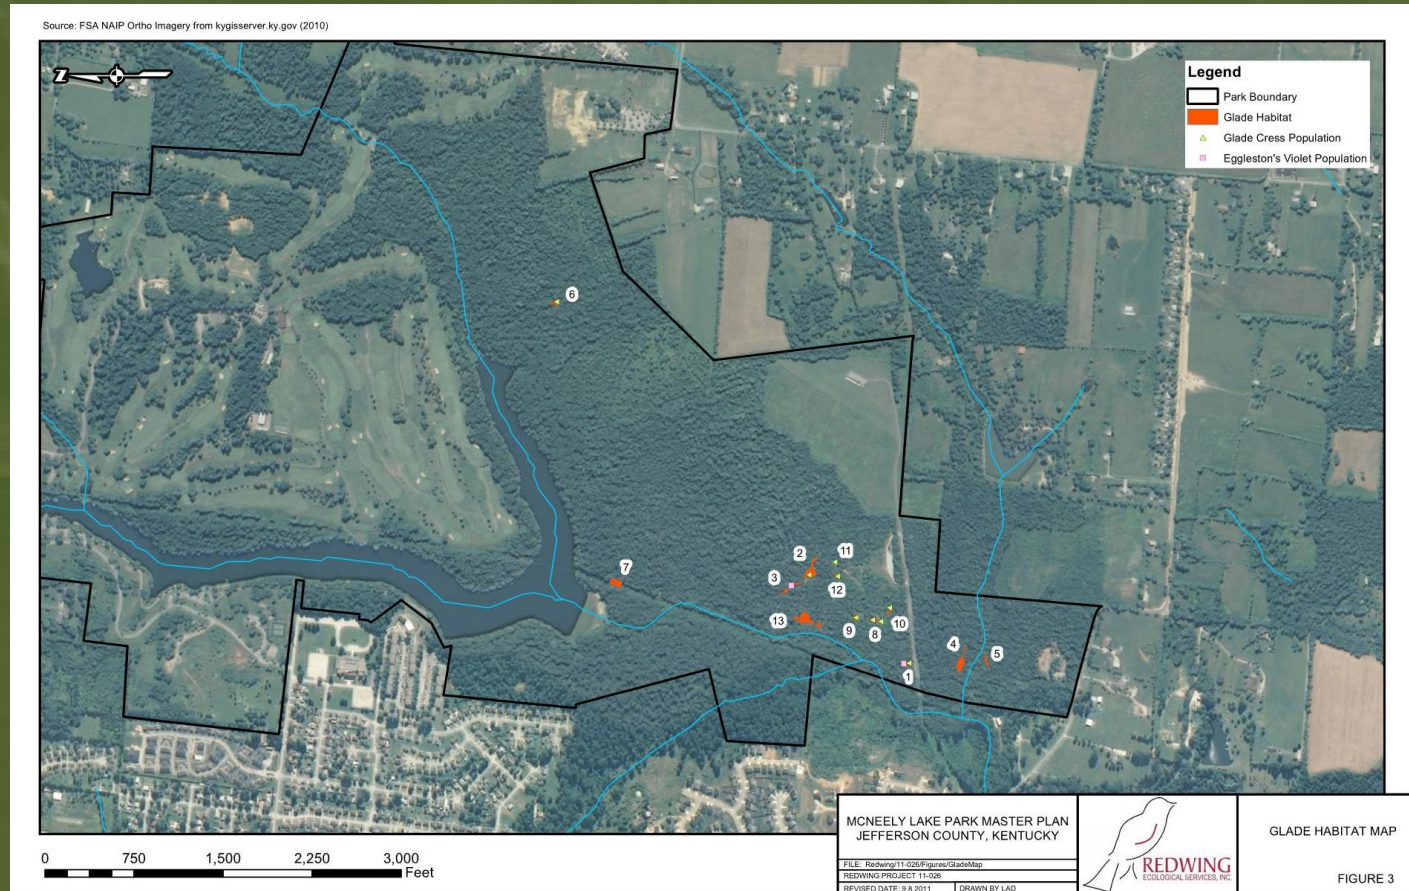 Source: FSA NAIP Ortho Imagery from kygisserver.ky.gov (2010)
N
Legend
Park Boundary
Glade Habitat
Glade Cress Population
Eggleston's Violet Population
6
7
2
11
3
12
13
9
8
10
4
5
1
0 750 1,500 2,250 3,000
Feet
MCNEELY LAKE PARK MASTER PLAN
JEFFERSON COUNTY, KENTUCKY
FILE: Redwing/11-026/Figures/GladeMap
REDWING PROJECT 11-026
REVISED DATE: 9.8.2011 DRAWN BY LAD
REDWING
ECOLOGICAL SERVICES, INC.
GLADE HABITAT MAP
FIGURE 3